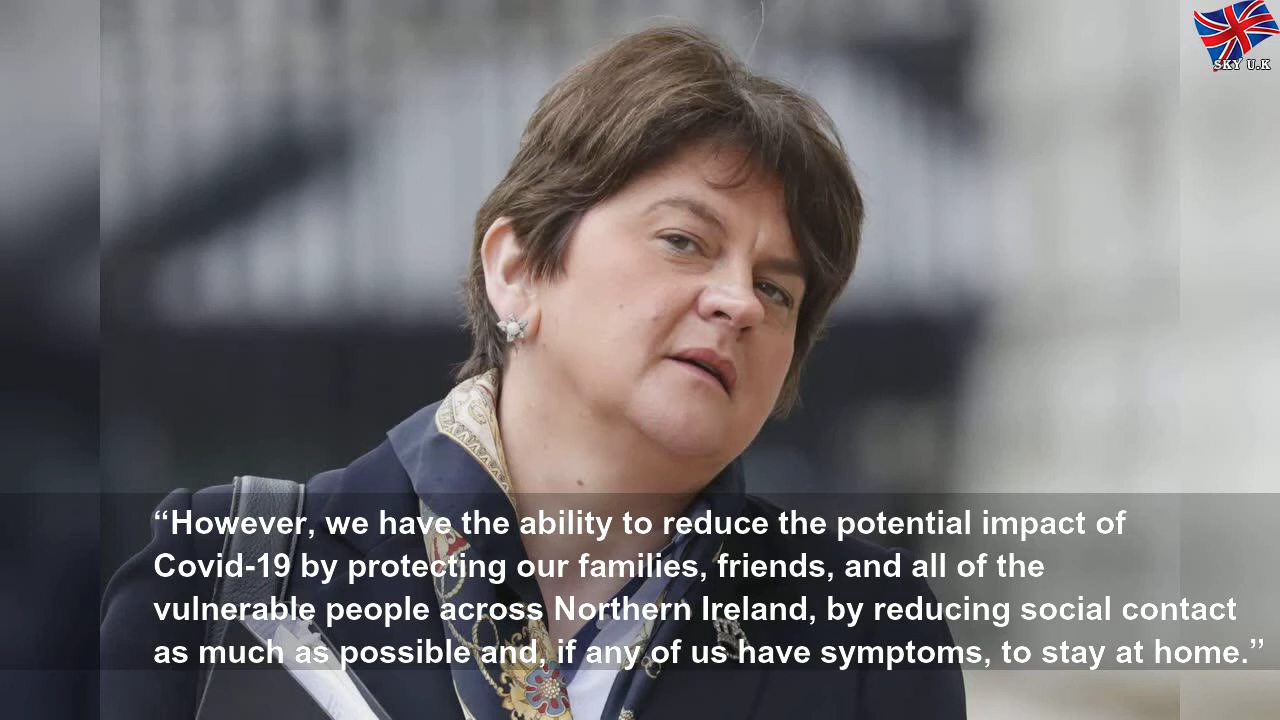 SKY U.K
“However, we have the ability to reduce the potential impact of
Covid-19 by protecting our families, friends, and all of the
vulnerable people across Northern Ireland, by reducing social contact
as much as possible and, if any of us have symptoms, to stay at home.”